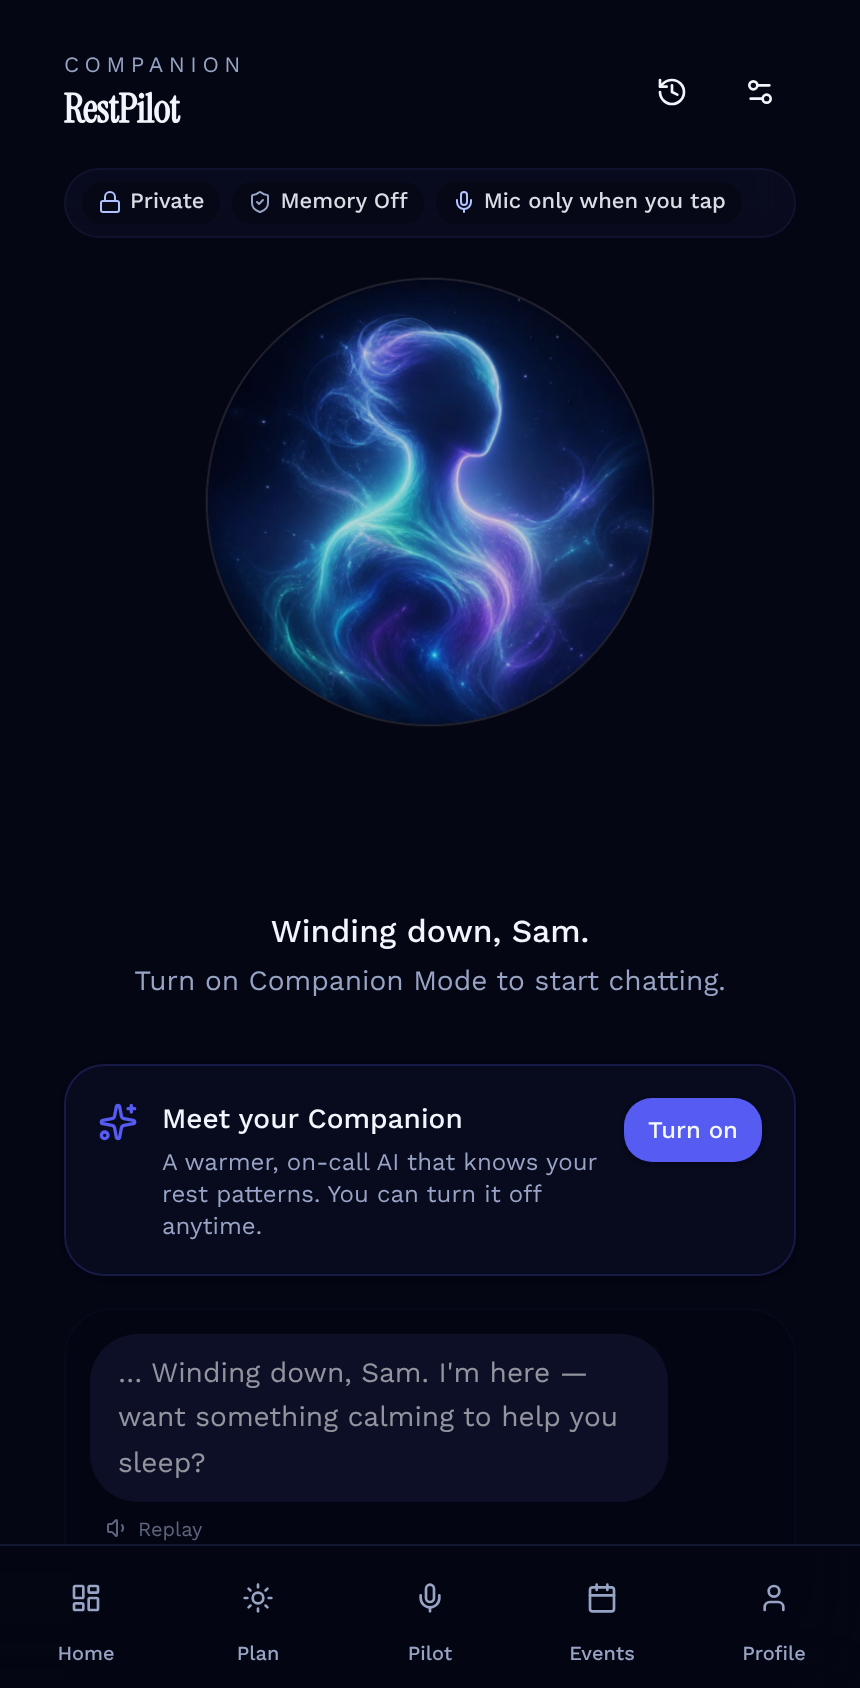 COMPANION
RestPilot
Private
Memory Off
Mic only when you tap
Winding down, Sam.
Turn on Companion Mode to start chatting.
Meet your Companion
Turn on
A warmer, on-call AI that knows your
rest patterns. You can turn it off
anytime.
... Winding down, Sam. I'm here —
want something calming to help you
sleep?
Replay
Home
Plan
Pilot
Events
Profile